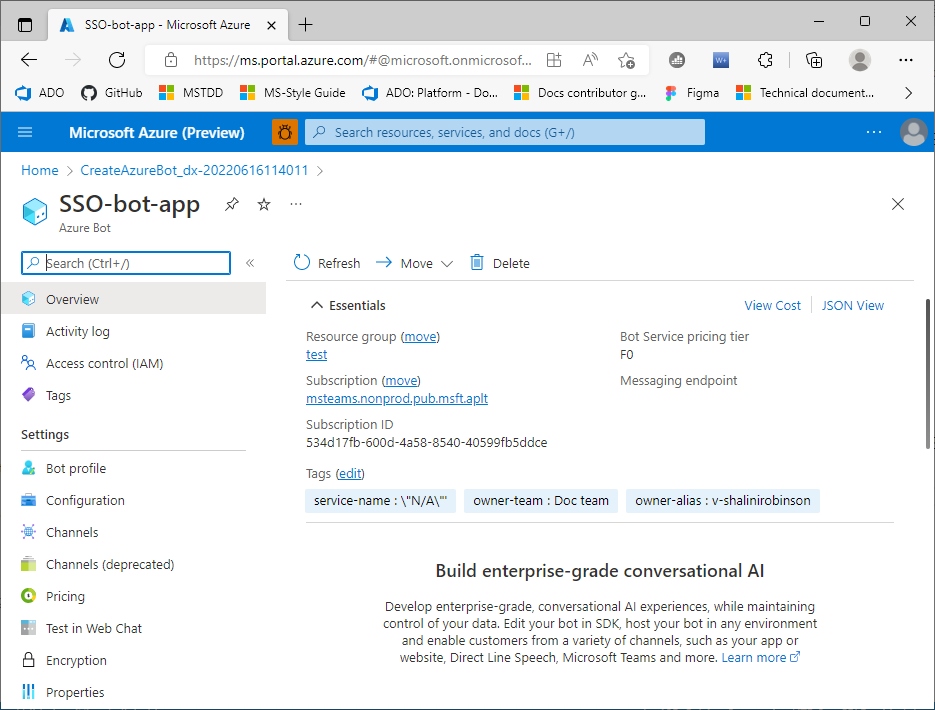 SSO-bot-app - Microsoft Azure
https://ms.portal.azure.com/#@microsoft.onmicrosof...
W+
ADO
GitHub
MSTDD
MS-Style Guide
ADO: Platform - Do...
Docs contributor g...
Figma
Technical document...
Microsoft Azure (Preview)
Search resources, services, and docs (G+/)
Home > CreateAzureBot_dx-20220616114011 >
SSO-bot-app
Azure Bot
Search (Ctrl+/)
«
Refresh
Move
Delete
Overview
Activity log
Access control (IAM)
Tags
Settings
Bot profile
Configuration
Channels
Channels (deprecated)
Pricing
Test in Web Chat
Encryption
Properties
Essentials
View Cost
JSON View
Resource group (move)
test
Subscription (move)
msteams.nonprod.pub.msft.aplt
Subscription ID
534d17fb-600d-4a58-8540-40599fb5ddce
Bot Service pricing tier
F0
Messaging endpoint
Tags (edit)
service-name : \"N/A\"'
owner-team : Doc team
owner-alias : v-shalinirobinson
Build enterprise-grade conversational AI
Develop enterprise-grade, conversational AI experiences, while maintaining
control of your data. Edit your bot in SDK, host your bot in any environment
and enable customers from a variety of channels, such as your app or
website, Direct Line Speech, Microsoft Teams and more. Learn more